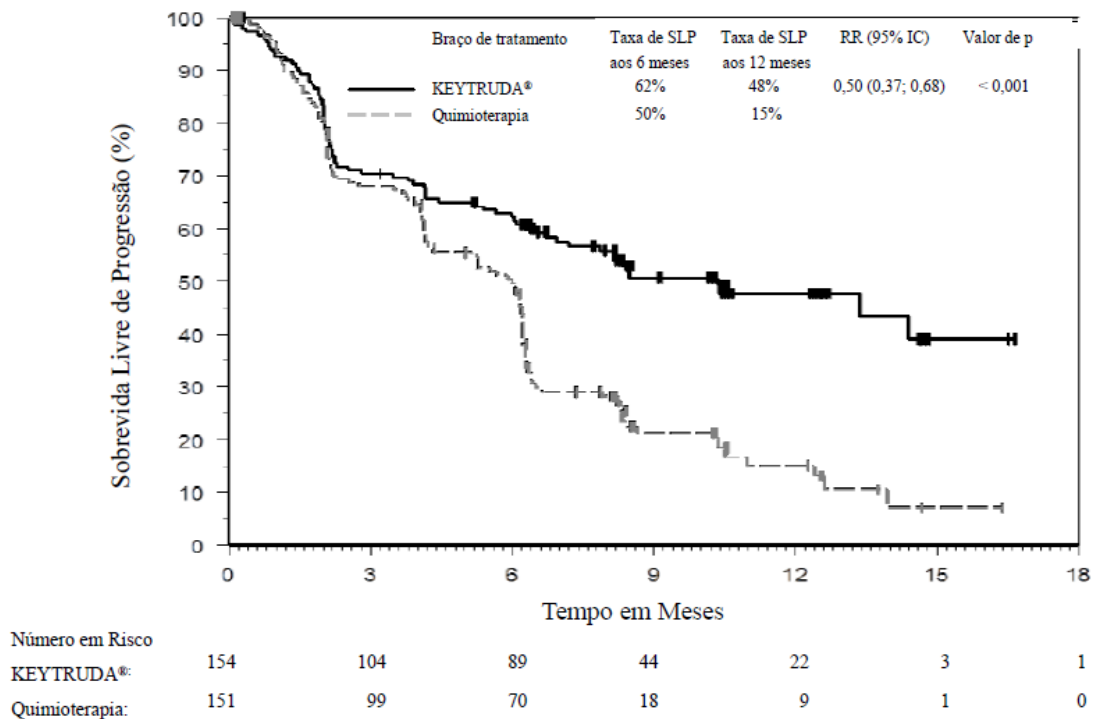 Braço de tratamento Taxa de SLP aos 6 meses Taxa de SLP aos 12 meses RR (95% IC) Valor de p
KEYTRUDA® 62% 48% 0,50 (0,37; 0,68) < 0,001
Quimioterapia 50% 15%
Sobrevida Livre de Progressão (%)
100
90
80
70
60
50
40
30
20
10
0
0 3 6 9 12 15 18
Tempo em Meses
Número em Risco
KEYTRUDA®: 154 104 89 44 22 3 1
Quimioterapia: 151 99 70 18 9 1 0